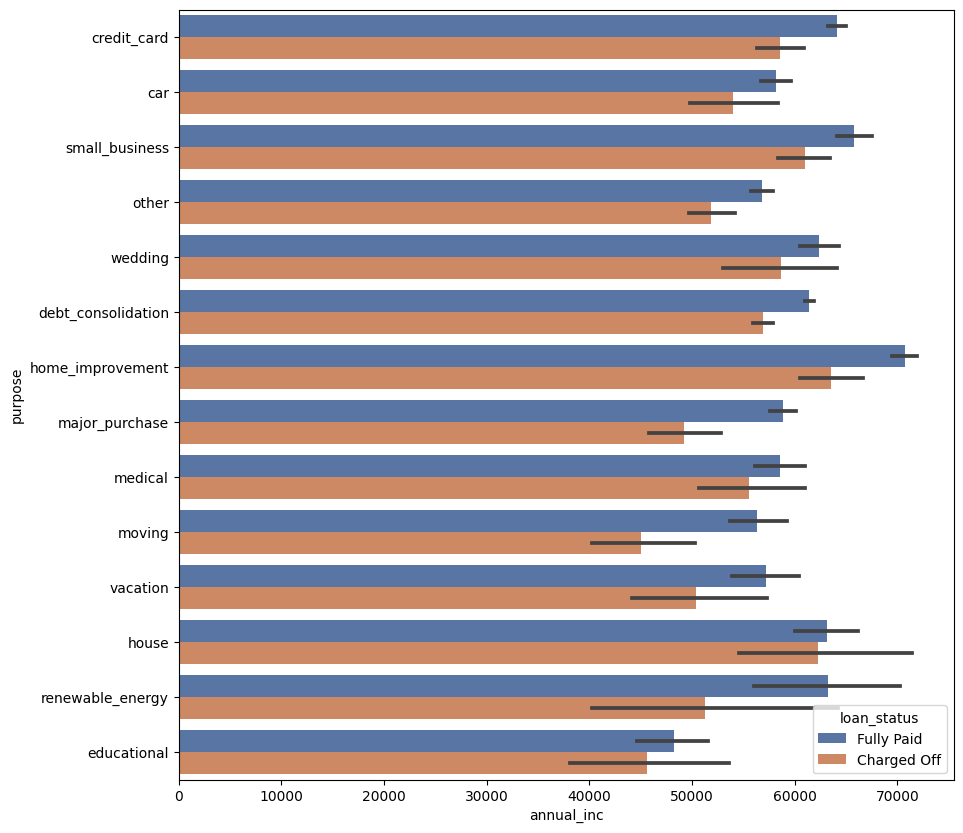 credit_card
car
small_business
other
wedding
debt_consolidation
home_improvement
major_purchase
medical
moving
vacation
house
renewable_energy
educational
purpose
0 10000 20000 30000 40000 50000 60000 70000
annual_inc
loan_status
Fully Paid
Charged Off